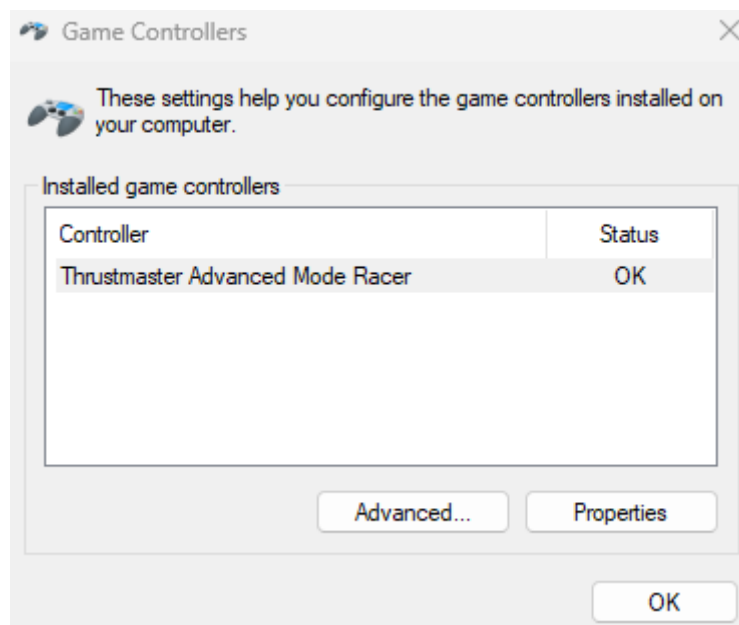 Game Controllers
These settings help you configure the game controllers installed on
your computer.
Installed game controllers
Controller Status
Thrustmaster Advanced Mode Racer OK
Advanced... Properties
OK